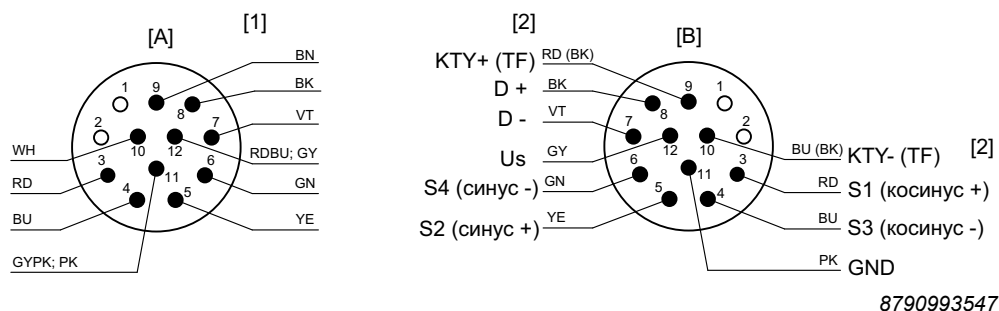 [1]
[A]
BN
BK
VT
RDBU; GY
GN
YE
WH
RD
BU
GYPK; PK
1
9
8
2
7
10
12
3
6
11
4
5
[2]
[B]
KTY+ (TF) RD (BK)
D + BK
D - VT
Us GY
S4 (синус -) GN
S2 (синус +) YE
9
1
8
7
2
12
10
6
11
3
5
4
BU (BK) KTY- (TF) [2]
RD S1 (косинус +)
BU S3 (косинус -)
PK GND
8790993547